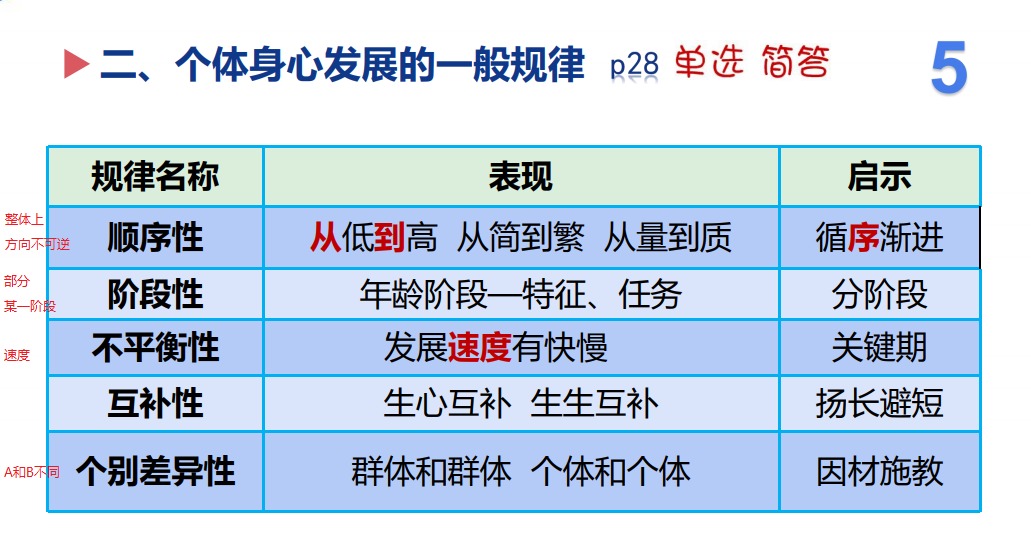 二、个体身心发展的一般规律 p28 单选 简答 5
规律名称 表现 启示
整体上
方向不可逆
顺序性 从低到高 从简到繁 从量到质 循序渐进
部分
某一阶段
阶段性 年龄阶段—特征、任务 分阶段
速度
不平衡性 发展速度有快慢 关键期
互补性 生心互补 生生互补 扬长避短
A和B不同
个别差异性 群体和群体 个体和个体 因材施教